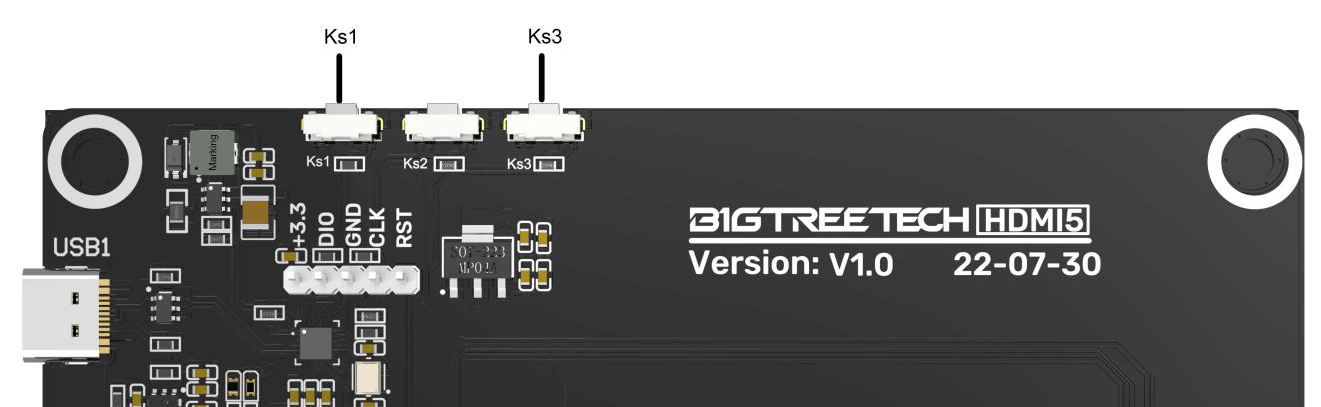 Ks1
Ks3
Marking
Ks1
Ks2
Ks3
+3.3
DIO
GND
CLK
RST
USB1
BIGTREETECH HDMI5
Version: V1.0 22-07-30
SOT-223